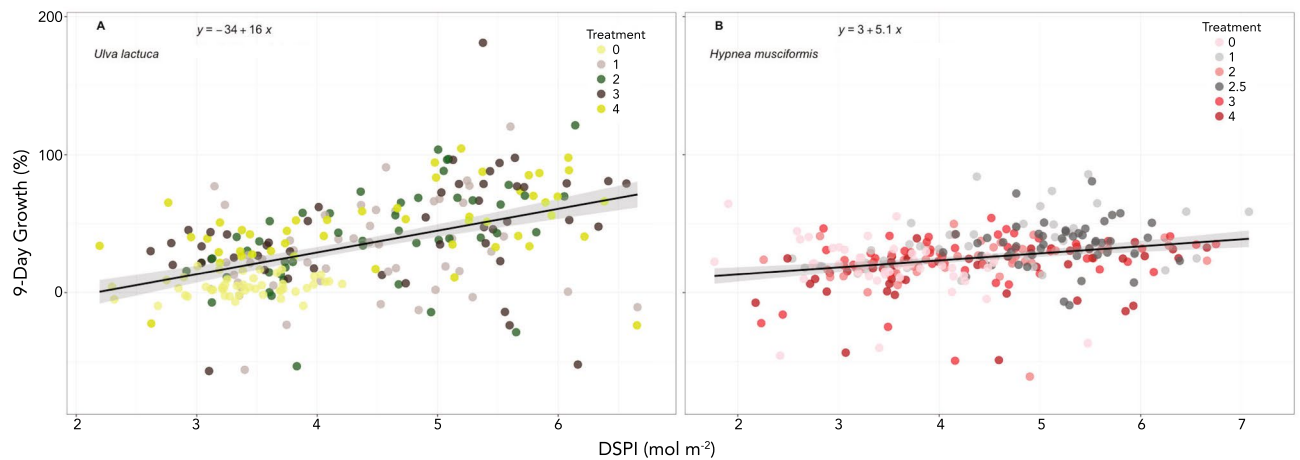 A
y = − 34 + 16 x
Ulva lactuca
Treatment
0
1
2
3
4
B
y = 3 + 5.1 x
Hypnea musciformis
Treatment
0
1
2
2.5
3
4
200
100
0
9-Day Growth (%)
2 3 4 5 6
2 3 4 5 6 7
DSPI (mol m-2)